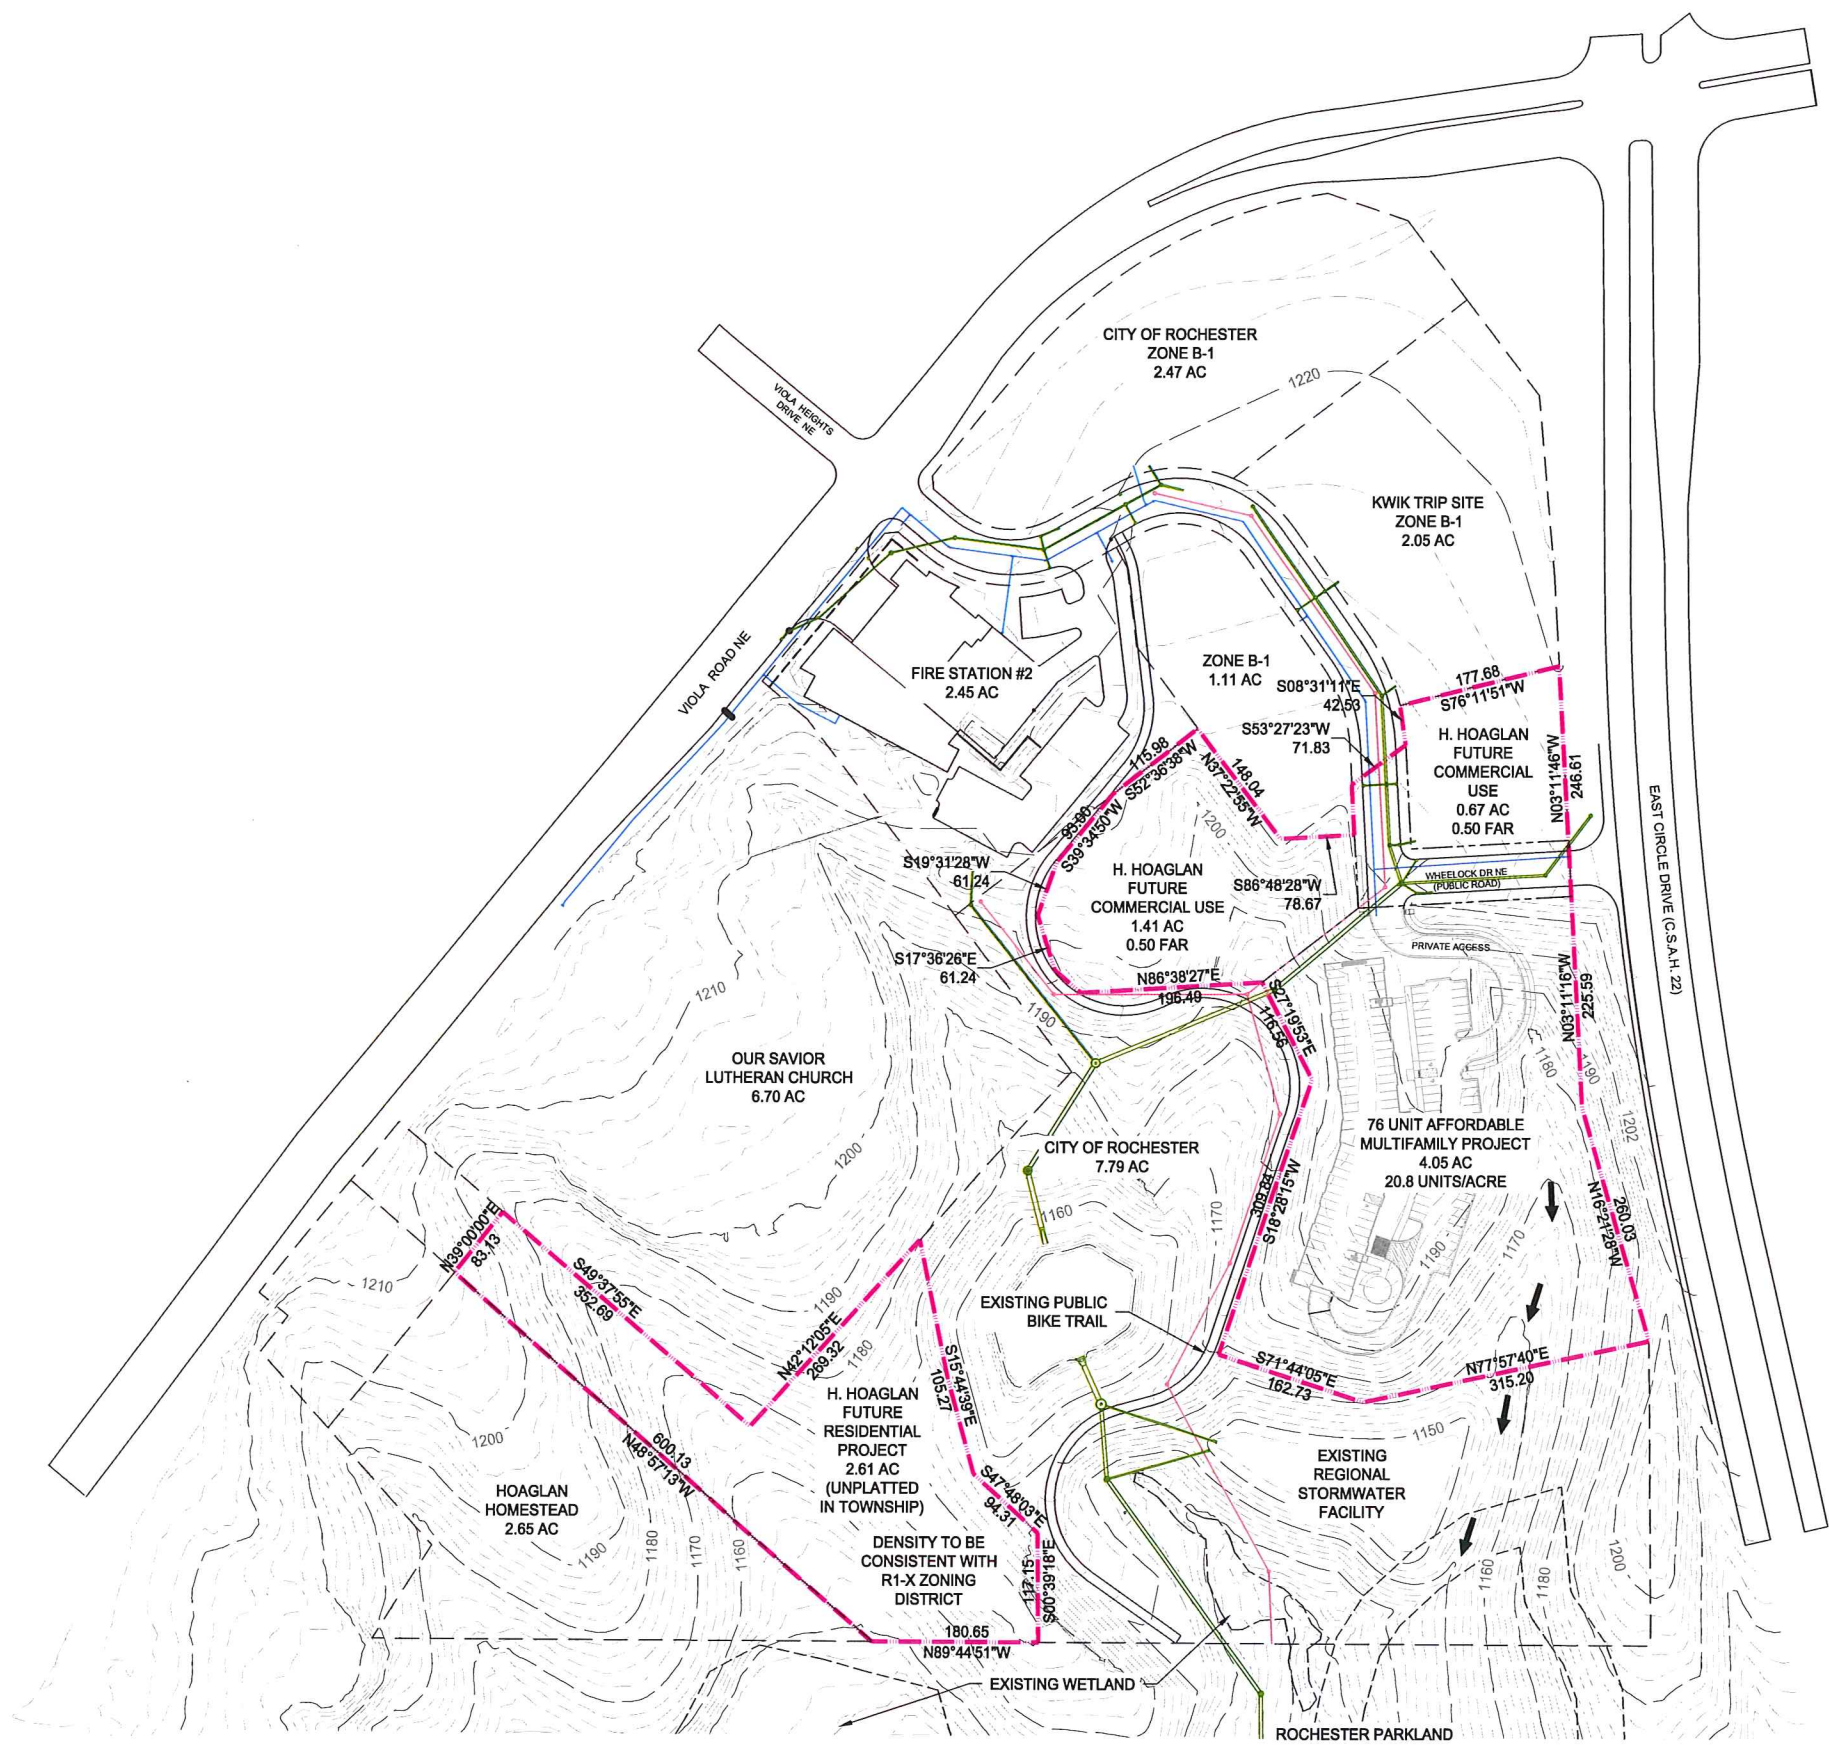 CITY OF ROCHESTER
ZONE B-1
2.47 AC
1220
VIOLA HEIGHTS
DRIVE NE
KWIK TRIP SITE
ZONE B-1
2.05 AC
VIOLA ROAD NE
FIRE STATION #2
2.45 AC
ZONE B-1
1.11 AC
S08°31'11"E
42.53
177.68
S76°11'51"W
S53°27'23"W
71.83
H. HOAGLAN
FUTURE
COMMERCIAL
USE
0.67 AC
0.50 FAR
N03°11'46"W
246.61
EAST CIRCLE DRIVE (C.S.A.H. 22)
115.98
S52°36'38"W
148.04
N37°22'55"W
93.90
S39°34'50"W
1200
S19°31'28"W
61.24
H. HOAGLAN
FUTURE
COMMERCIAL USE
1.41 AC
0.50 FAR
S86°48'28"W
78.67
WHEELOCK DR NE
(PUBLIC ROAD)
PRIVATE ACCESS
S17°36'26"E
61.24
N86°38'27"E
196.49
S27°19'53"E
116.56
N03°11'16"W
225.59
1210
1190
OUR SAVIOR
LUTHERAN CHURCH
6.70 AC
1180
1190
1202
76 UNIT AFFORDABLE
MULTIFAMILY PROJECT
4.05 AC
20.8 UNITS/ACRE
CITY OF ROCHESTER
7.79 AC
1200
1160
1170
309.84
S18°28'15"W
1190
1170
260.03
N16°21'28"W
N39°00'00"E
83.13
1210
S49°37'55"E
352.69
1190
N42°12'05"E
269.32
1180
EXISTING PUBLIC
BIKE TRAIL
S15°44'39"E
105.27
S71°44'05"E
162.73
N77°57'40"E
315.20
H. HOAGLAN
FUTURE
RESIDENTIAL
PROJECT
2.61 AC
(UNPLATTED
IN TOWNSHIP)
DENSITY TO BE
CONSISTENT WITH
R1-X ZONING
DISTRICT
1200
600.13
N48°57'13"W
HOAGLAN
HOMESTEAD
2.65 AC
1190
1180
1170
1160
S47°48'03"E
94.31
117.15
S00°39'18"E
1150
EXISTING
REGIONAL
STORMWATER
FACILITY
1160
1180
1200
180.65
N89°44'51"W
EXISTING WETLAND
ROCHESTER PARKLAND